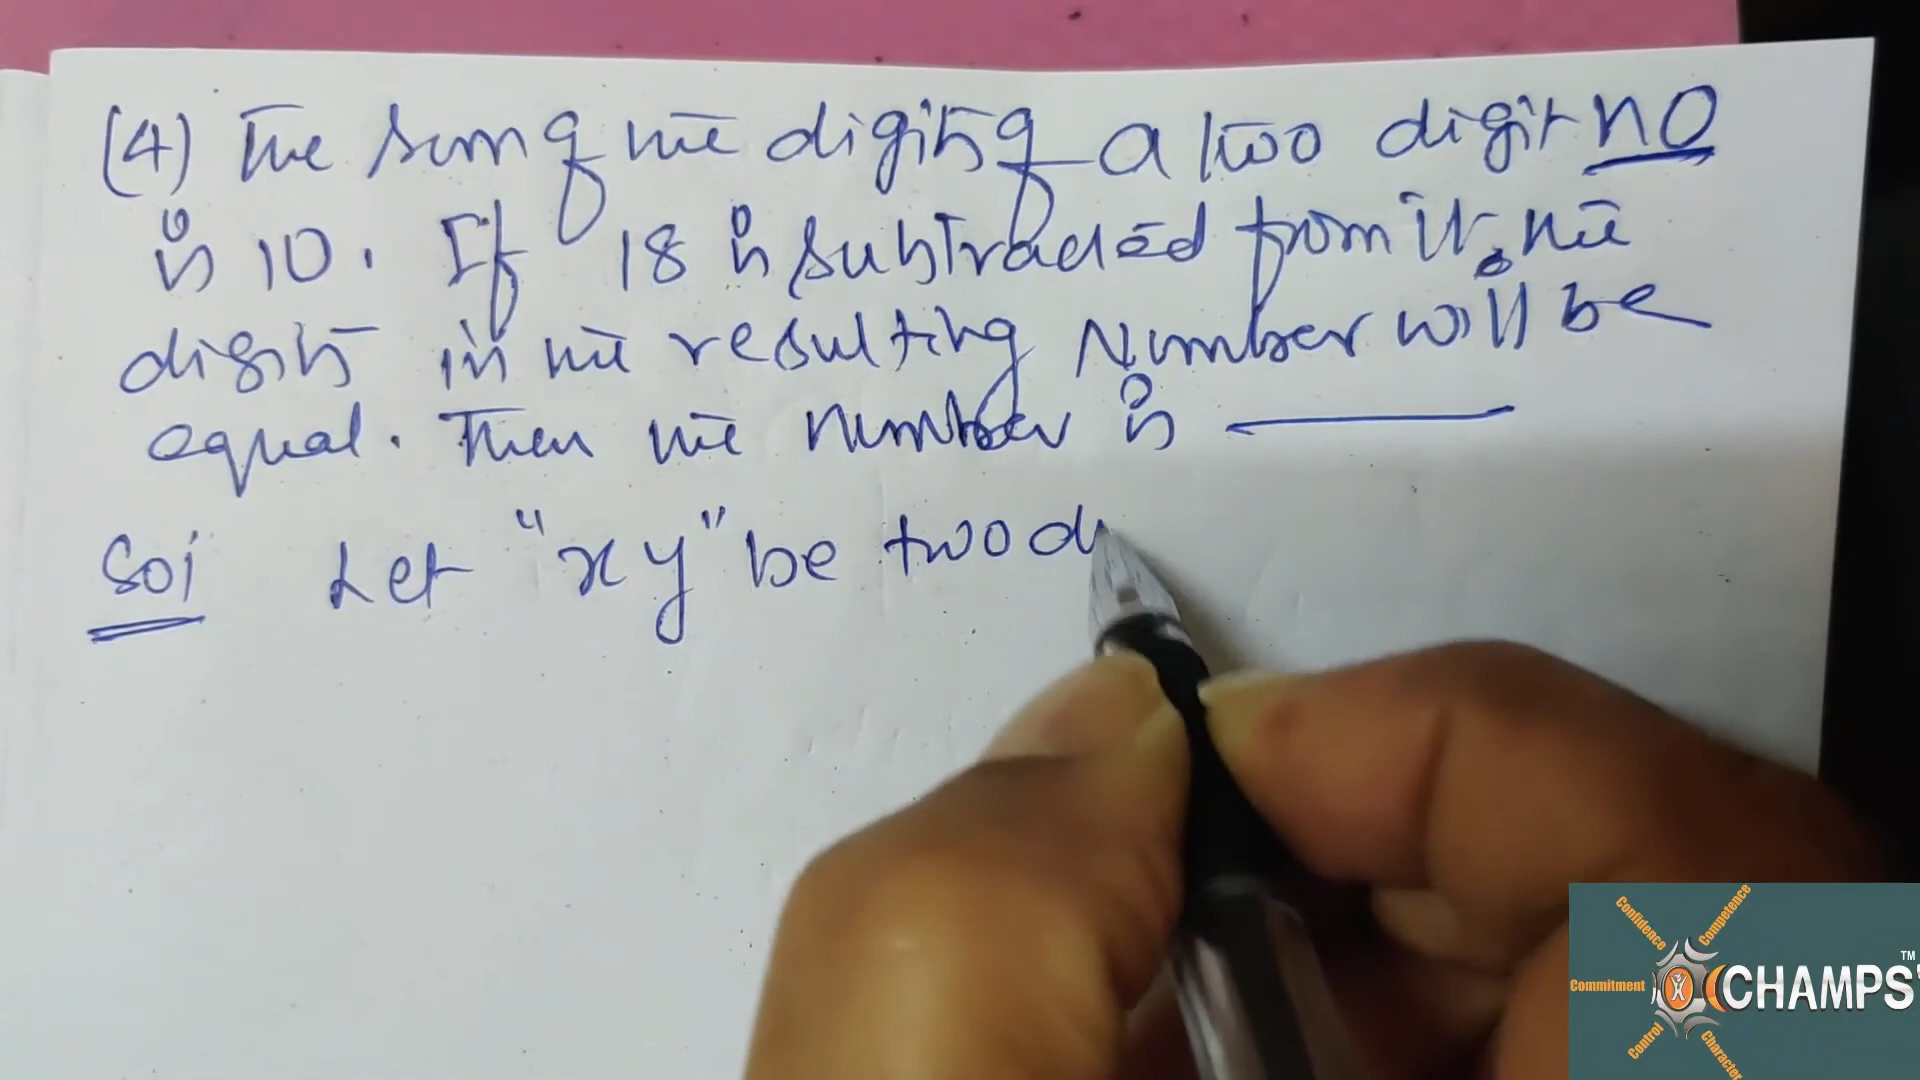 (4) The sum of the digits of a two digit no
is 10. If 18 is subtracted from it, the
digits in the resulting Number will be
equal. Then the number is ———
Sol Let "xy" be two d
Confidence
Competence
Commitment
CHAMPS™
Control
Character